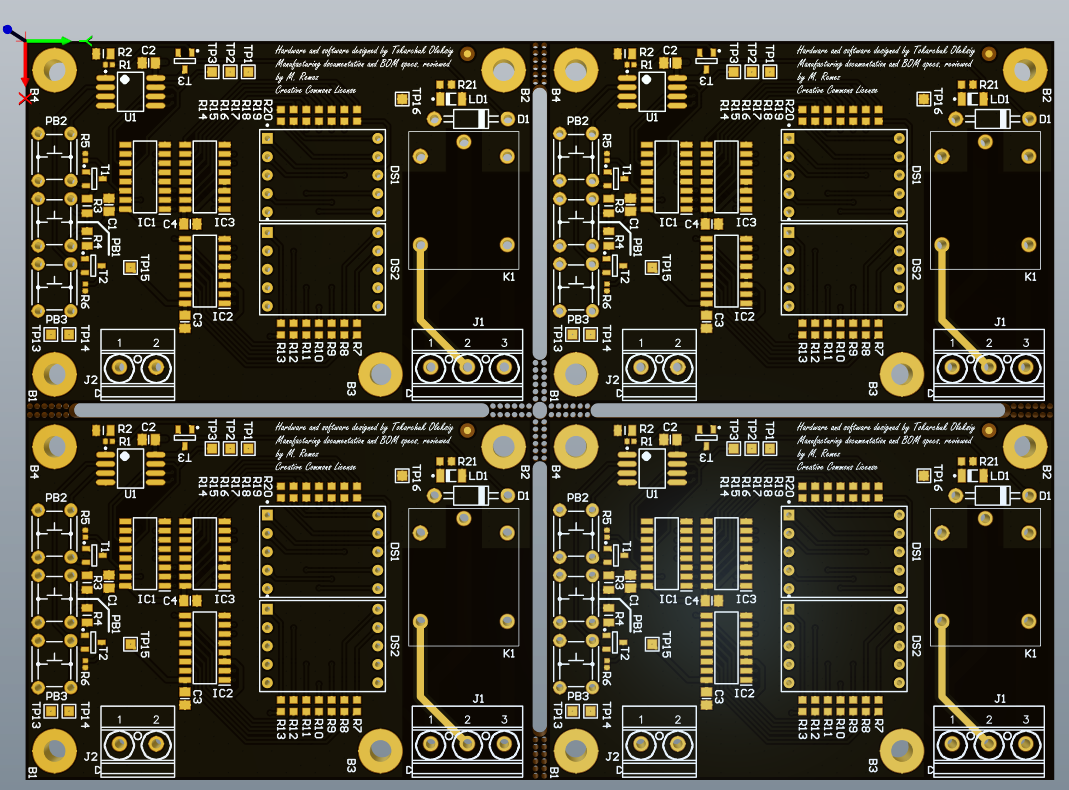 Y
X
R2 C2
R1
T3
TP3 TP2 TP1
Hardware and software designed by Tokarchuk Oleksiy
Manufacturing documentation and BOM specs. reviewed
by M.
Creative Commons License
B4
U1
R14 R15 R16 R17 R18 R19 R20
TP16
R21
LD1
D1
B2
PB2
R5
T1
R3
C1
IC1
C4
IC3
DS1
R4
PB1
T2
TP15
DS2
K1
R6
PB3
IC2
C3
TP13 TP14
R13 R12 R11 R10 R9 R8 R7
J1
1 2
1 2 3
J2
B1
B3
R2 C2
R1
T3
TP3 TP2 TP1
Hardware and software designed by Tokarchuk Oleksiy
Manufacturing documentation and BOM specs. reviewed
by M.
Creative Commons License
B4
U1
R14 R15 R16 R17 R18 R19 R20
TP16
R21
LD1
D1
B2
PB2
R5
T1
R3
C1
IC1
C4
IC3
DS1
R4
PB1
T2
TP15
DS2
K1
R6
PB3
IC2
C3
TP13 TP14
R13 R12 R11 R10 R9 R8 R7
J1
1 2
1 2 3
J2
B1
B3
R2 C2
R1
T3
TP3 TP2 TP1
Hardware and software designed by Tokarchuk Oleksiy
Manufacturing documentation and BOM specs. reviewed
by M.
Creative Commons License
B4
U1
R14 R15 R16 R17 R18 R19 R20
TP16
R21
LD1
D1
B2
PB2
R5
T1
R3
C1
IC1
C4
IC3
DS1
R4
PB1
T2
TP15
DS2
K1
R6
PB3
IC2
C3
TP13 TP14
R13 R12 R11 R10 R9 R8 R7
J1
1 2
1 2 3
J2
B1
B3
R2 C2
R1
T3
TP3 TP2 TP1
Hardware and software designed by Tokarchuk Oleksiy
Manufacturing documentation and BOM specs. reviewed
by M.
Creative Commons License
B4
U1
R14 R15 R16 R17 R18 R19 R20
TP16
R21
LD1
D1
B2
PB2
R5
T1
R3
C1
IC1
C4
IC3
DS1
R4
PB1
T2
TP15
DS2
K1
R6
PB3
IC2
C3
TP13 TP14
R13 R12 R11 R10 R9 R8 R7
J1
1 2
1 2 3
J2
B1
B3